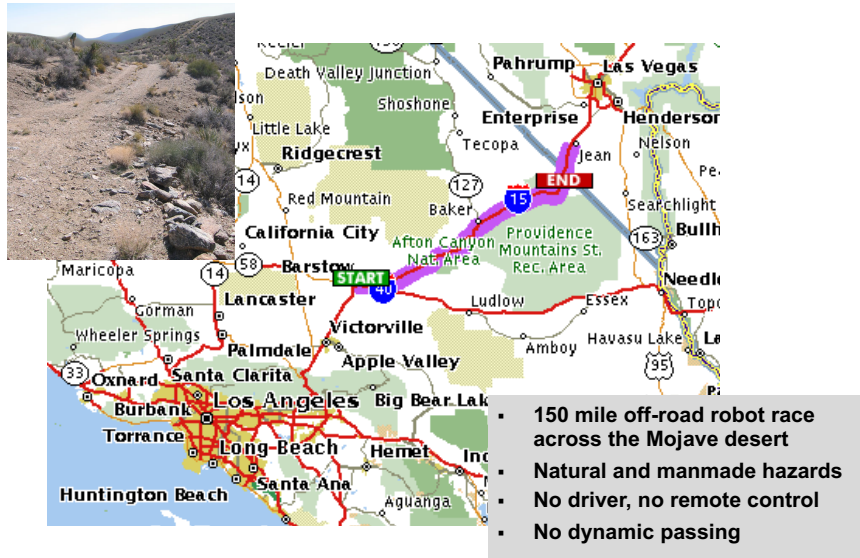 Death Valley Junction
Pahrump
Las Vegas
Shoshone
Enterprise
Henderson
Little Lake
Tecopa
Jean
Nelson
Ridgecrest
14
Red Mountain
127
END
15
Searchlight
Baker
California City
Providence
Mountains St.
Rec. Area
Afton Canyon
Nat. Area
163
Maricopa
58
14
Barstow
START
40
Lancaster
Ludlow
Essex
Gorman
Victorville
Wheeler Springs
Havasu Lake
Amboy
Palmdale
Apple Valley
95
33
Oxnard
Santa Clarita
Burbank
Los Angeles
Big Bear
Torrance
Long Beach
Hemet
Santa Ana
Huntington Beach
Aguanga
▪ 150 mile off-road robot race
across the Mojave desert
▪ Natural and manmade hazards
▪ No driver, no remote control
▪ No dynamic passing